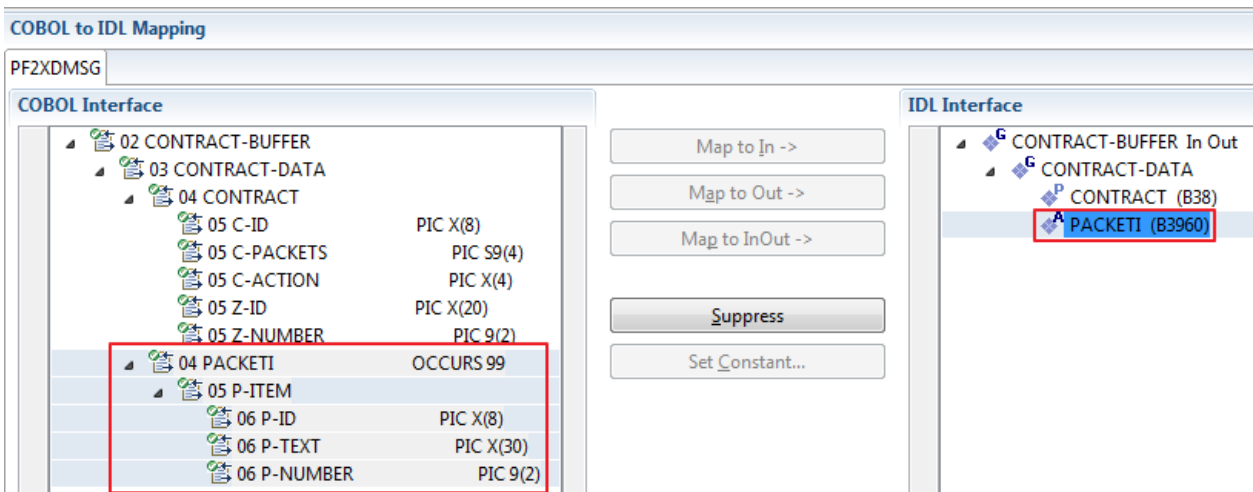 COBOL to IDL Mapping
PF2XDMSG
COBOL Interface
02 CONTRACT-BUFFER
03 CONTRACT-DATA
04 CONTRACT
05 C-ID PIC X(8)
05 C-PACKETS PIC S9(4)
05 C-ACTION PIC X(4)
05 Z-ID PIC X(20)
05 Z-NUMBER PIC 9(2)
04 PACKETI OCCURS 99
05 P-ITEM
06 P-ID PIC X(8)
06 P-TEXT PIC X(30)
06 P-NUMBER PIC 9(2)
Map to In ->
Map to Out ->
Map to InOut ->
Suppress
Set Constant...
IDL Interface
G CONTRACT-BUFFER In Out
G CONTRACT-DATA
P CONTRACT (B38)
A PACKETI (B3960)